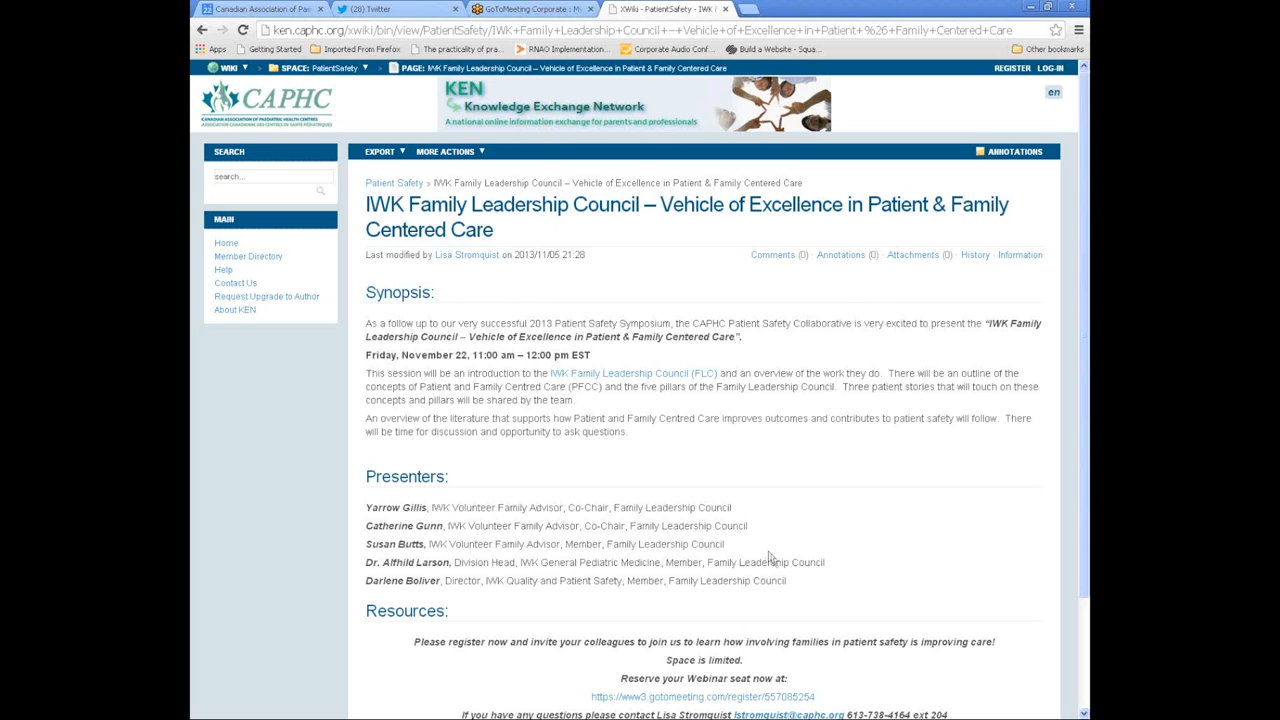 Canadian Association of Pae
(28) Twitter
GoToMeeting Corporate : My
XWiki - PatientSafety - IWK F
ken.caphc.org/xwiki/bin/view/PatientSafety/IWK+Family+Leadership+Council+--+Vehicle+of+Excellence+in+Patient+%26+Family+Centered+Care
Apps Getting Started Imported From Firefox The practicality of pra... RNAO Implementation... Corporate Audio Conf... Build a Website - Squa... Other bookmarks
WIKI SPACE: PatientSafety PAGE: IWK Family Leadership Council – Vehicle of Excellence in Patient & Family Centered Care REGISTER LOG-IN
CAPHC
CANADIAN ASSOCIATION OF PAEDIATRIC HEALTH CENTRES
ASSOCIATION CANADIENNE DES CENTRES DE SANTÉ PÉDIATRIQUES
KEN
Knowledge Exchange Network
A national online information exchange for parents and professionals
en
SEARCH
search...
MAIN
Home
Member Directory
Help
Contact Us
Request Upgrade to Author
About KEN
EXPORT MORE ACTIONS ANNOTATIONS
Patient Safety » IWK Family Leadership Council – Vehicle of Excellence in Patient & Family Centered Care
IWK Family Leadership Council – Vehicle of Excellence in Patient & Family
Centered Care
Last modified by Lisa Stromquist on 2013/11/05 21:28
Comments (0) · Annotations (0) · Attachments (0) · History · Information
Synopsis:
As a follow up to our very successful 2013 Patient Safety Symposium, the CAPHC Patient Safety Collaborative is very excited to present the “IWK Family
Leadership Council – Vehicle of Excellence in Patient & Family Centered Care”.
Friday, November 22, 11:00 am – 12:00 pm EST
This session will be an introduction to the IWK Family Leadership Council (FLC) and an overview of the work they do. There will be an outline of the
concepts of Patient and Family Centred Care (PFCC) and the five pillars of the Family Leadership Council. Three patient stories that will touch on these
concepts and pillars will be shared by the team.
An overview of the literature that supports how Patient and Family Centred Care improves outcomes and contributes to patient safety will follow. There
will be time for discussion and opportunity to ask questions.
Presenters:
Yarrow Gillis, IWK Volunteer Family Advisor, Co-Chair, Family Leadership Council
Catherine Gunn, IWK Volunteer Family Advisor, Co-Chair, Family Leadership Council
Susan Butts, IWK Volunteer Family Advisor, Member, Family Leadership Council
Dr. Alfhild Larson, Division Head, IWK General Pediatric Medicine, Member, Family Leadership Council
Darlene Boliver, Director, IWK Quality and Patient Safety, Member, Family Leadership Council
Resources:
Please register now and invite your colleagues to join us to learn how involving families in patient safety is improving care!
Space is limited.
Reserve your Webinar seat now at:
https://www3.gotomeeting.com/register/557085254
If you have any questions please contact Lisa Stromquist lstromquist@caphc.org 613-738-4164 ext 204